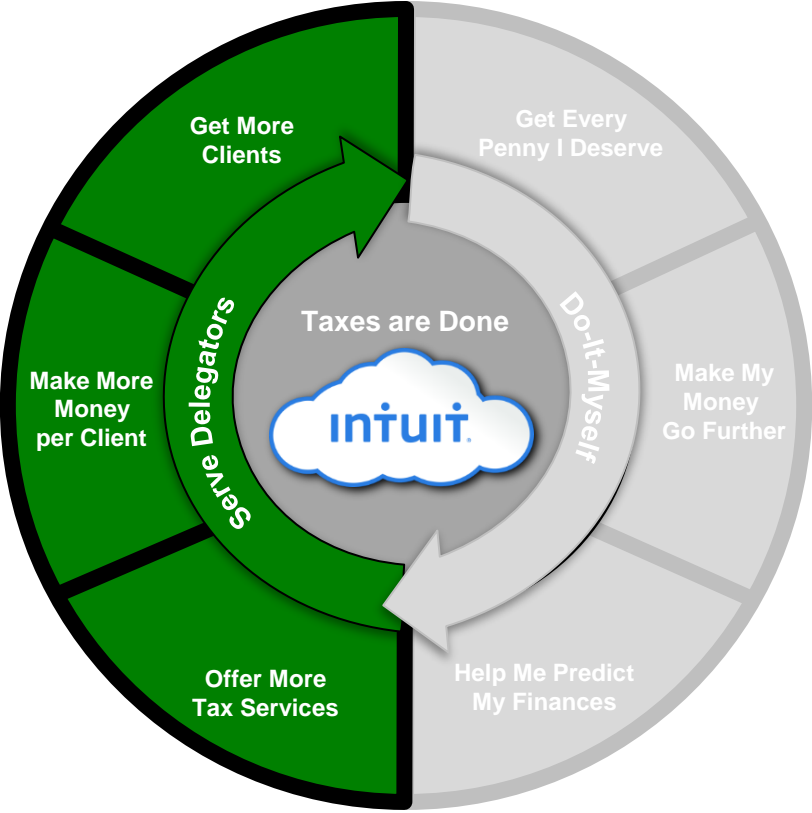 Get More
Clients
Get Every
Penny I Deserve
Serve Delegators
Taxes are Done
Do-It-Myself
Make More
Money
per Client
intuit.
Make My
Money
Go Further
Offer More
Tax Services
Help Me Predict
My Finances